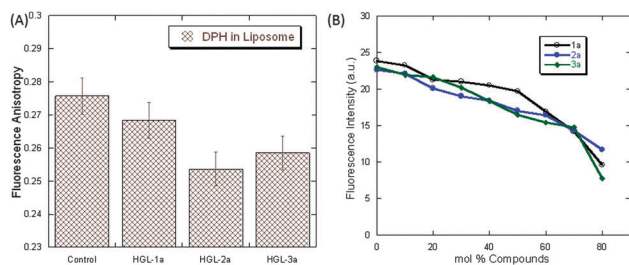 (A)
Fluorescence Anisotropy
0.3
0.29
0.28
0.27
0.26
0.25
0.24
0.23
DPH in Liposome
Control HGL-1a HGL-2a HGL-3a
(B)
Fluorescence Intensity (a.u.)
30
25
20
15
10
5
0
1a
2a
3a
0 20 40 60 80 100
mol % Compounds